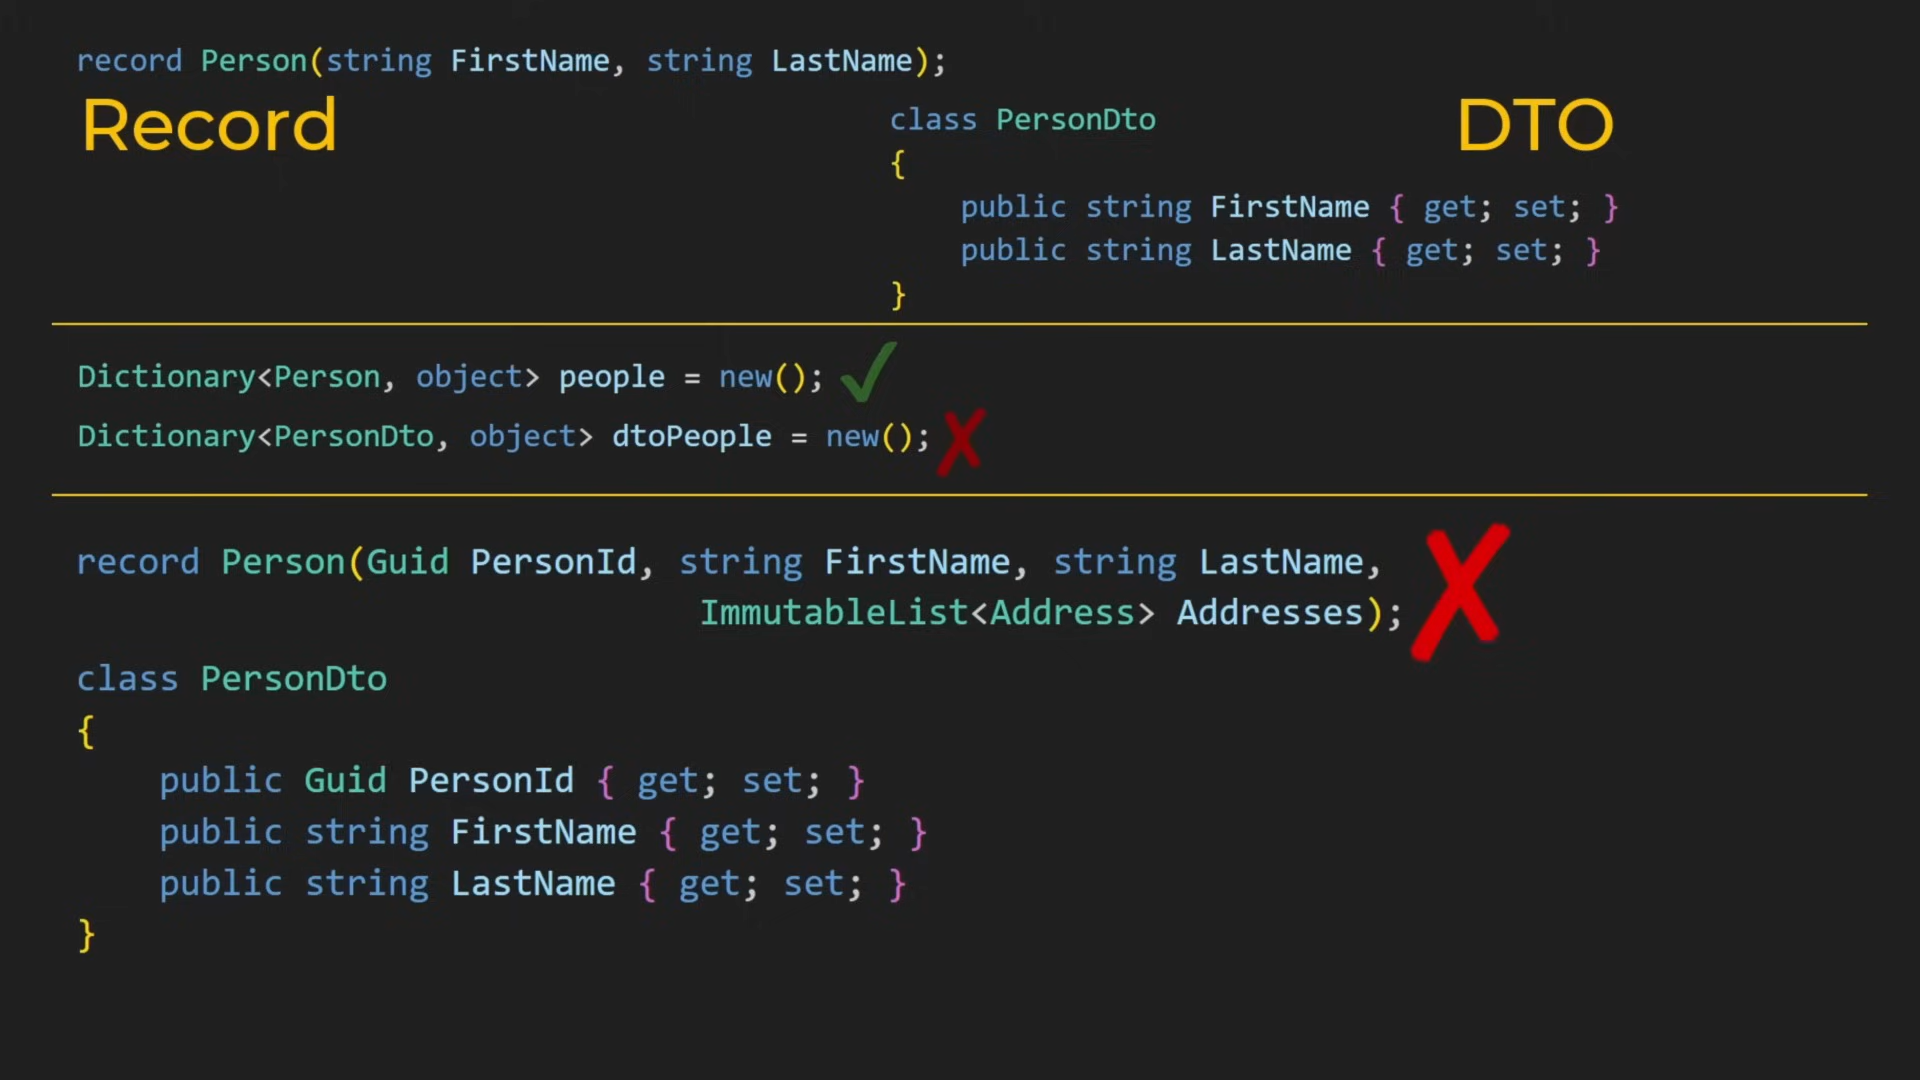 record Person(string FirstName, string LastName);
Record
class PersonDto
DTO
{
public string FirstName { get; set; }
public string LastName { get; set; }
}
Dictionary<Person, object> people = new();
Dictionary<PersonDto, object> dtoPeople = new();
record Person(Guid PersonId, string FirstName, string LastName,
ImmutableList<Address> Addresses);
class PersonDto
{
public Guid PersonId { get; set; }
public string FirstName { get; set; }
public string LastName { get; set; }
}